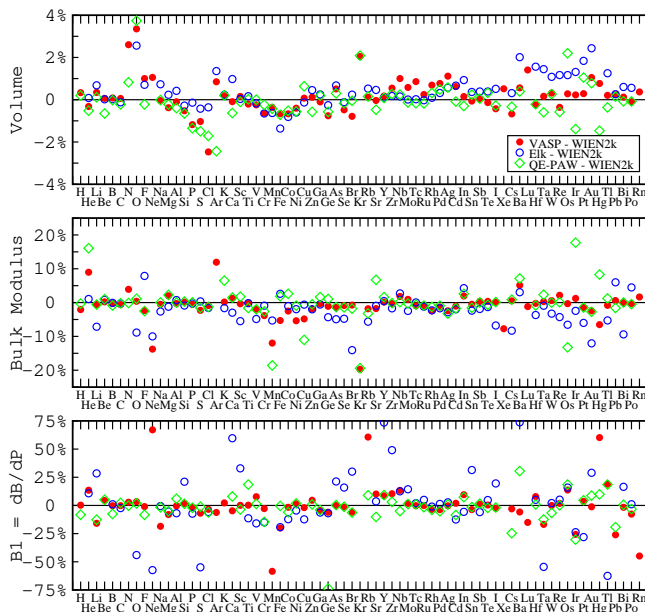 4%
2%
0
-2%
-4%
Volume
VASP - WIEN2k
Elk - WIEN2k
QE-PAW - WIEN2k
H Li B N F Na Al P Cl K Sc V Mn Co Cu Ga As Br Rb Y Nb Tc Rh Ag In Sb I Cs Lu Ta Re Ir Au Tl Bi Rn
He Be C O Ne Mg Si S Ar Ca Ti Cr Fe Ni Zn Ge Se Kr Sr Zr Mo Ru Pd Cd Sn Te Xe Ba Hf W Os Pt Hg Pb Po
20%
10%
0
-10%
-20%
Bulk Modulus
H Li B N F Na Al P Cl K Sc V Mn Co Cu Ga As Br Rb Y Nb Tc Rh Ag In Sb I Cs Lu Ta Re Ir Au Tl Bi Rn
He Be C O Ne Mg Si S Ar Ca Ti Cr Fe Ni Zn Ge Se Kr Sr Zr Mo Ru Pd Cd Sn Te Xe Ba Hf W Os Pt Hg Pb Po
75%
50%
25%
0
-25%
-50%
-75%
B1 = dB/dP
H Li B N F Na Al P Cl K Sc V Mn Co Cu Ga As Br Rb Y Nb Tc Rh Ag In Sb I Cs Lu Ta Re Ir Au Tl Bi Rn
He Be C O Ne Mg Si S Ar Ca Ti Cr Fe Ni Zn Ge Se Kr Sr Zr Mo Ru Pd Cd Sn Te Xe Ba Hf W Os Pt Hg Pb Po